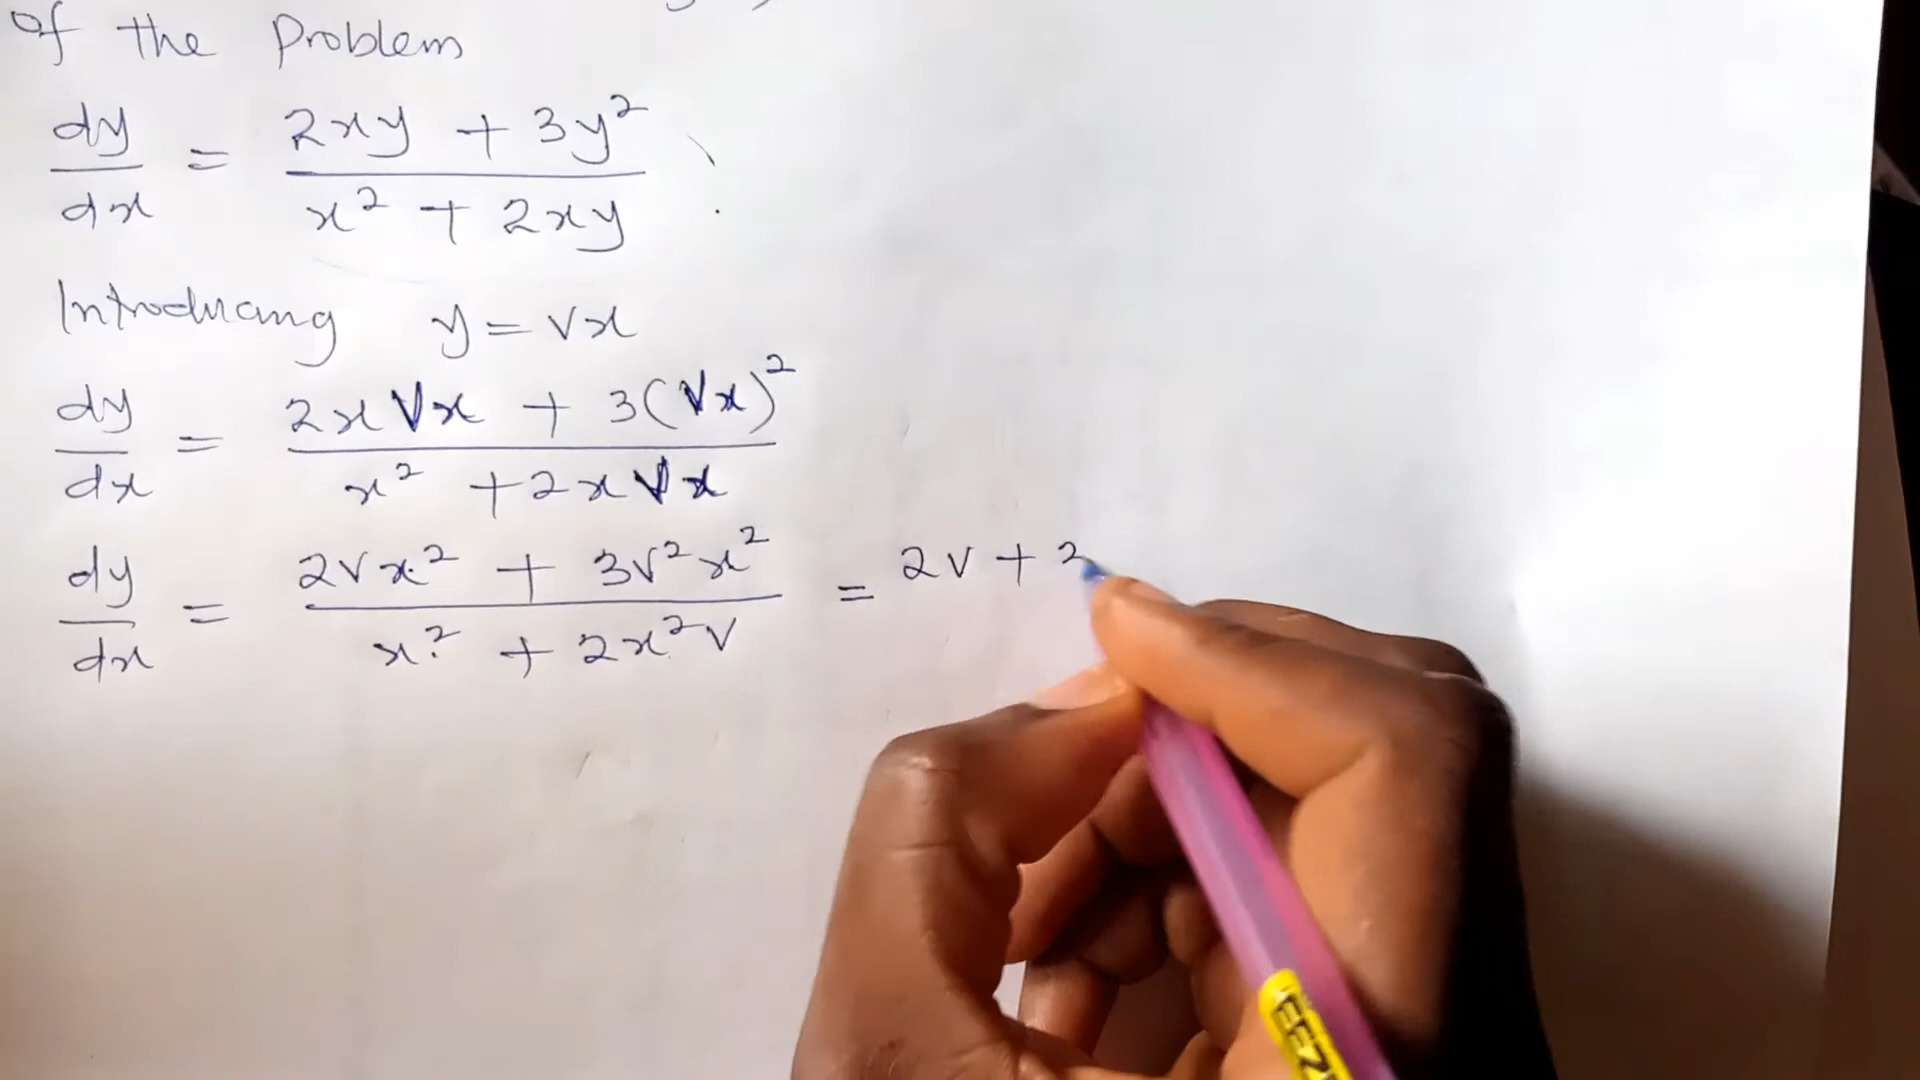 of the Problem
dy/dx = (2xy + 3y²)/(x² + 2xy)
Introducing y = vx
dy/dx = (2xVx + 3(Vx)²)/(x² + 2xVx)
dy/dx = (2vx² + 3v²x²)/(x² + 2x²v) = 2v + 3